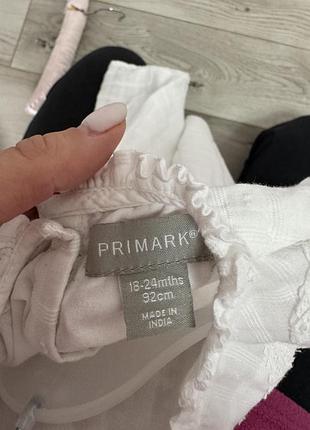 PRIMARK®
18-24mths
92cm
MADE IN
INDIA